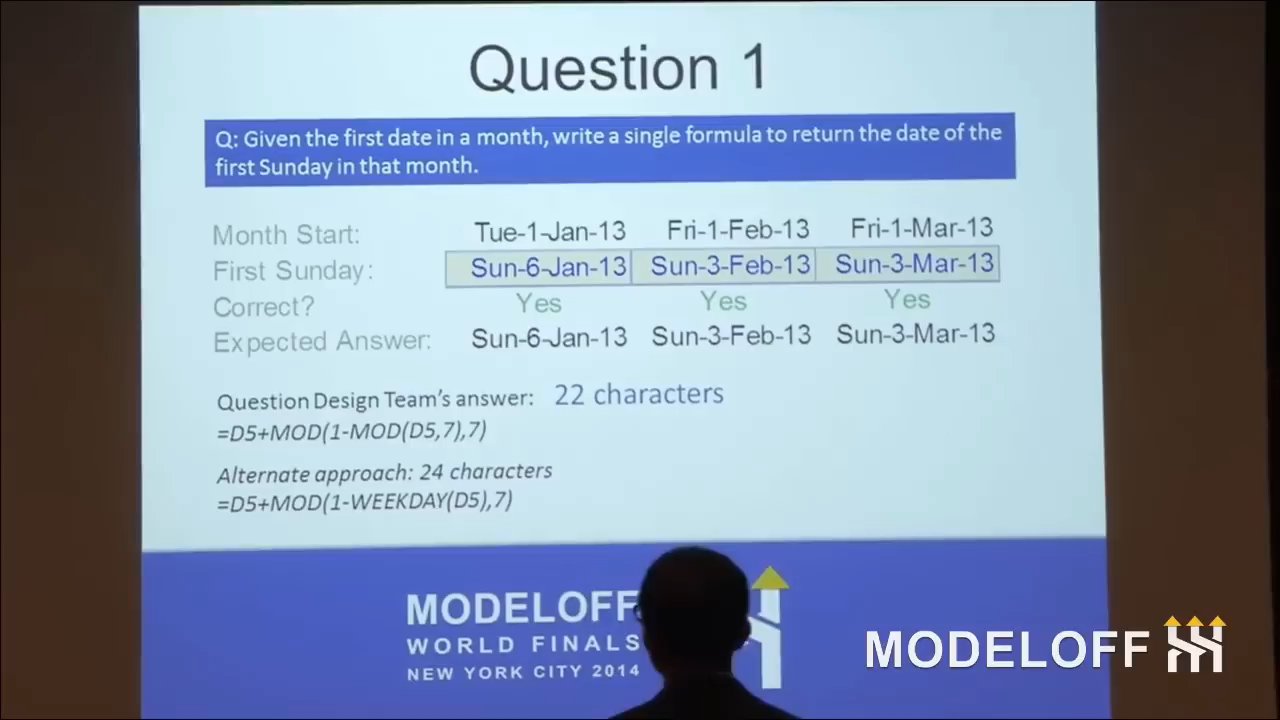 Question 1
Q: Given the first date in a month, write a single formula to return the date of the
first Sunday in that month.
Month Start: Tue-1-Jan-13 Fri-1-Feb-13 Fri-1-Mar-13
First Sunday: Sun-6-Jan-13 Sun-3-Feb-13 Sun-3-Mar-13
Correct? Yes Yes Yes
Expected Answer: Sun-6-Jan-13 Sun-3-Feb-13 Sun-3-Mar-13
Question Design Team's answer: 22 characters
=D5+MOD(1-MOD(D5,7),7)
Alternate approach: 24 characters
=D5+MOD(1-WEEKDAY(D5),7)
MODELOFF
WORLD FINALS
NEW YORK CITY 2014
MODELOFF